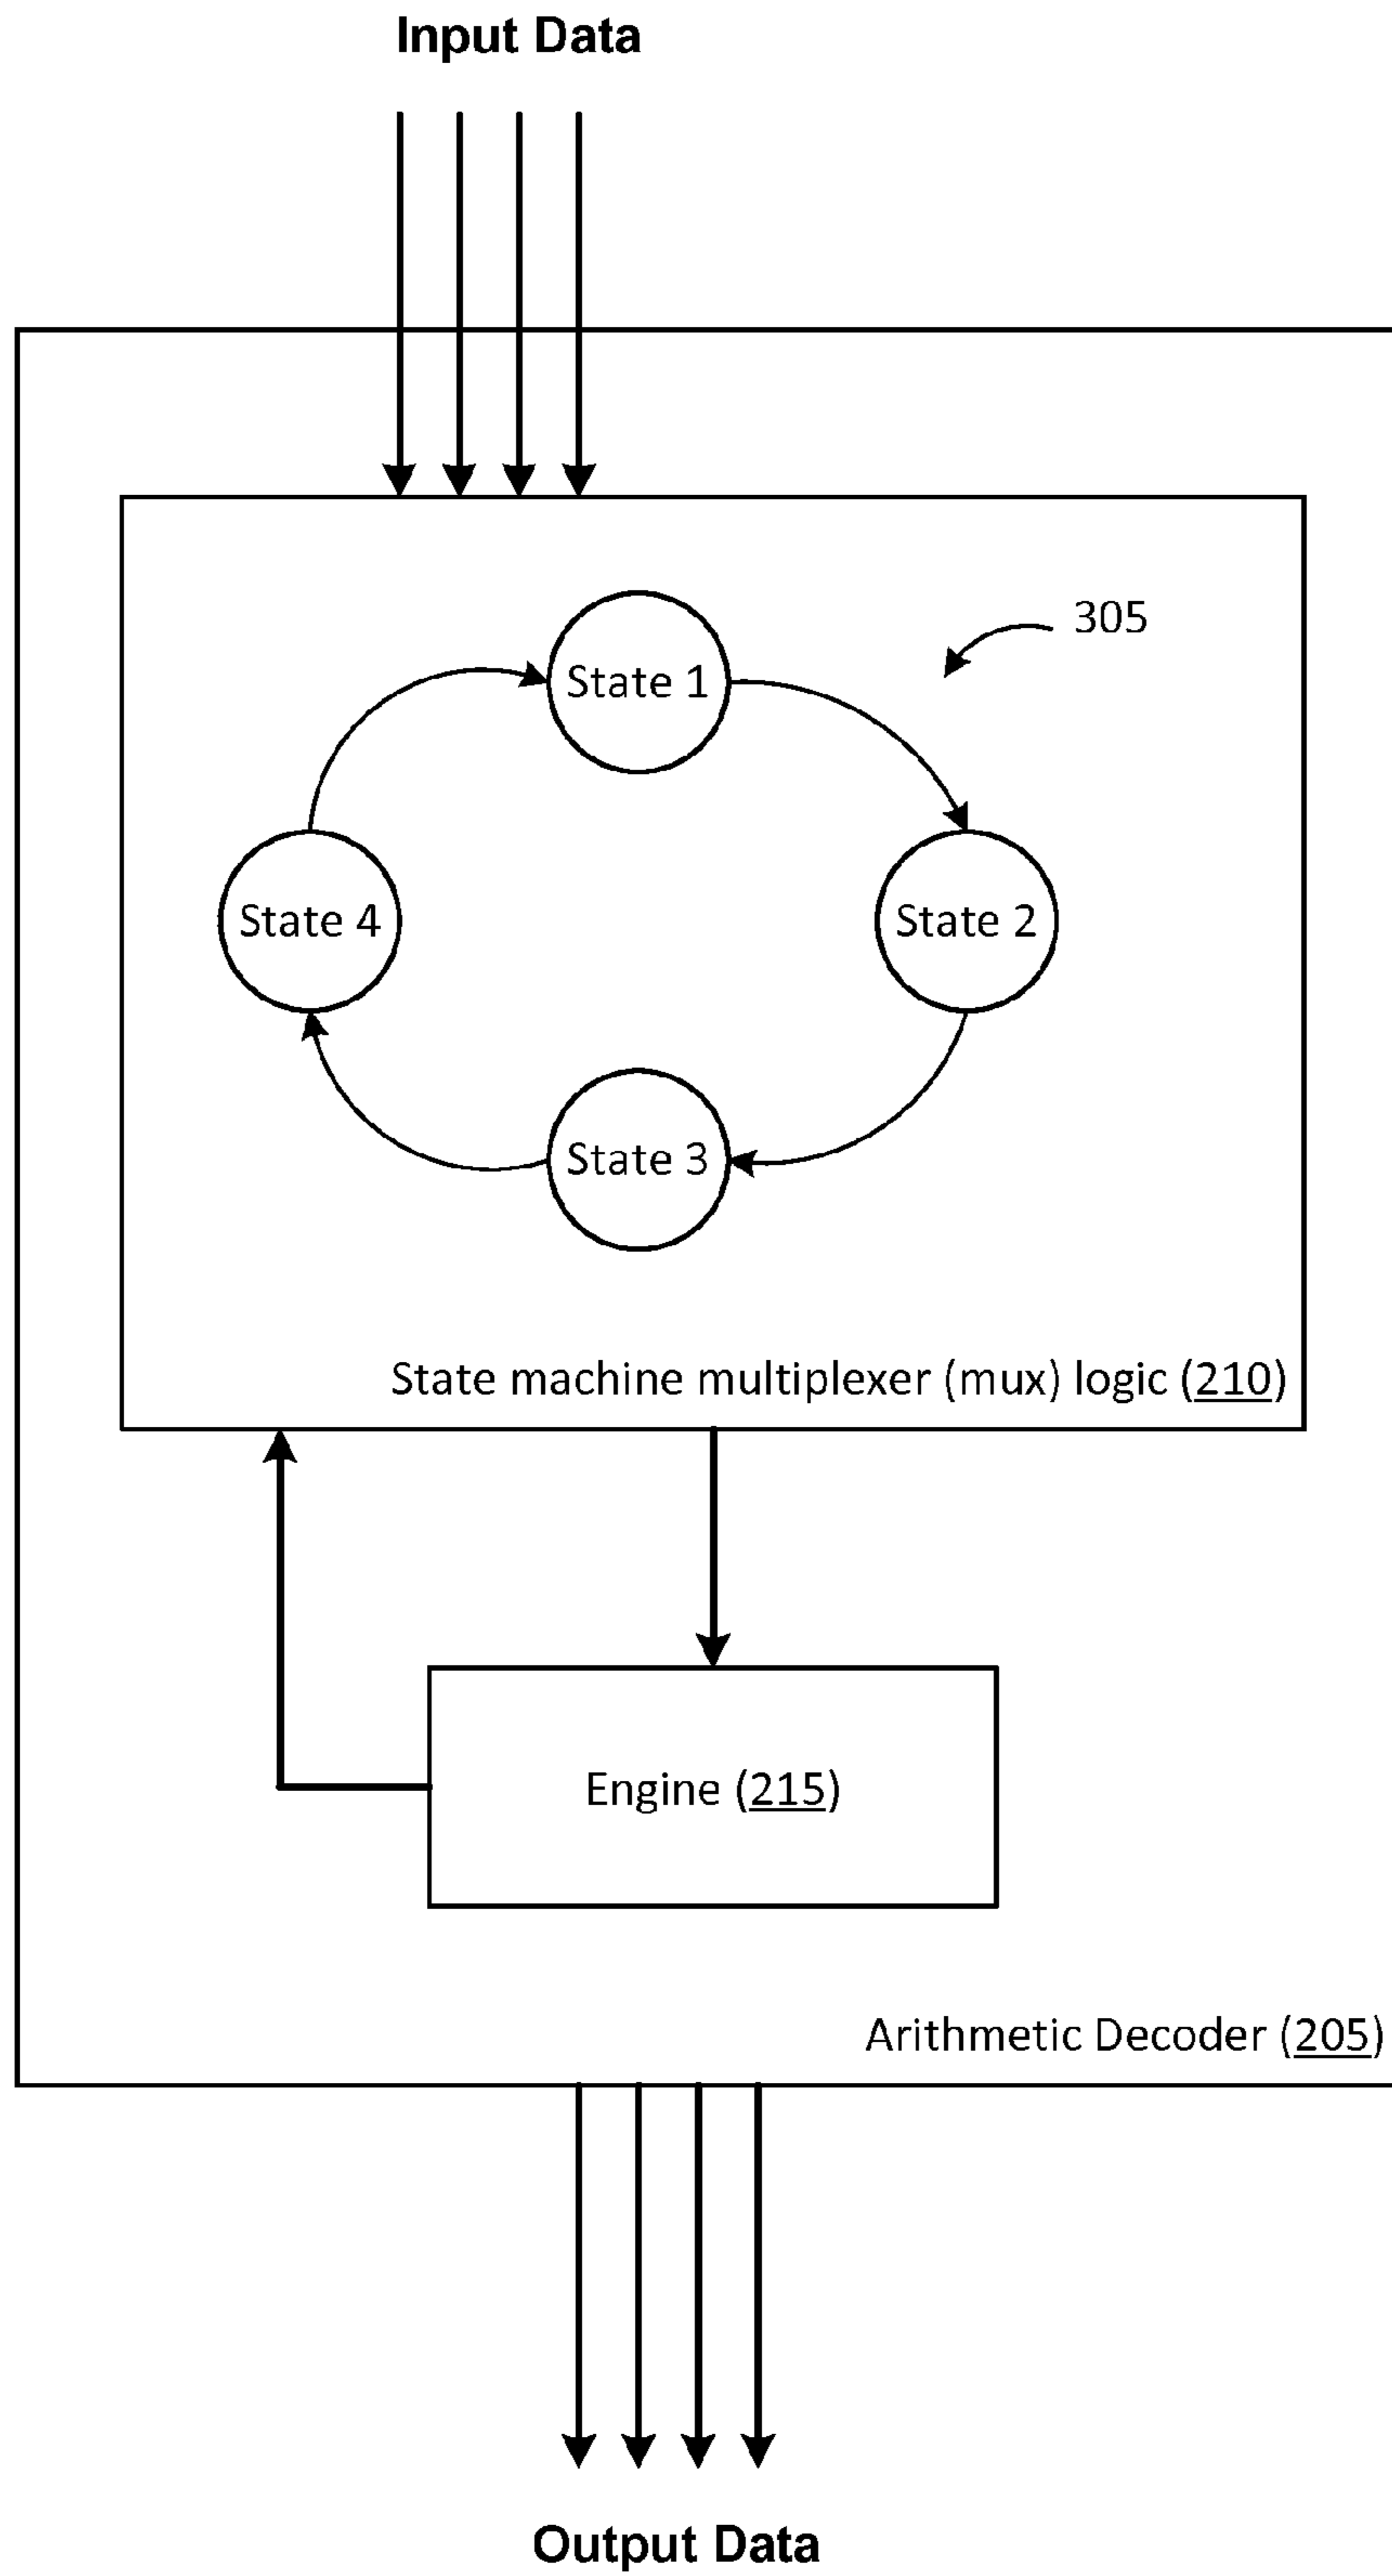 Input Data
305
State 1
State 4
State 2
State 3
State machine multiplexer (mux) logic (210)
Engine (215)
Arithmetic Decoder (205)
Output Data